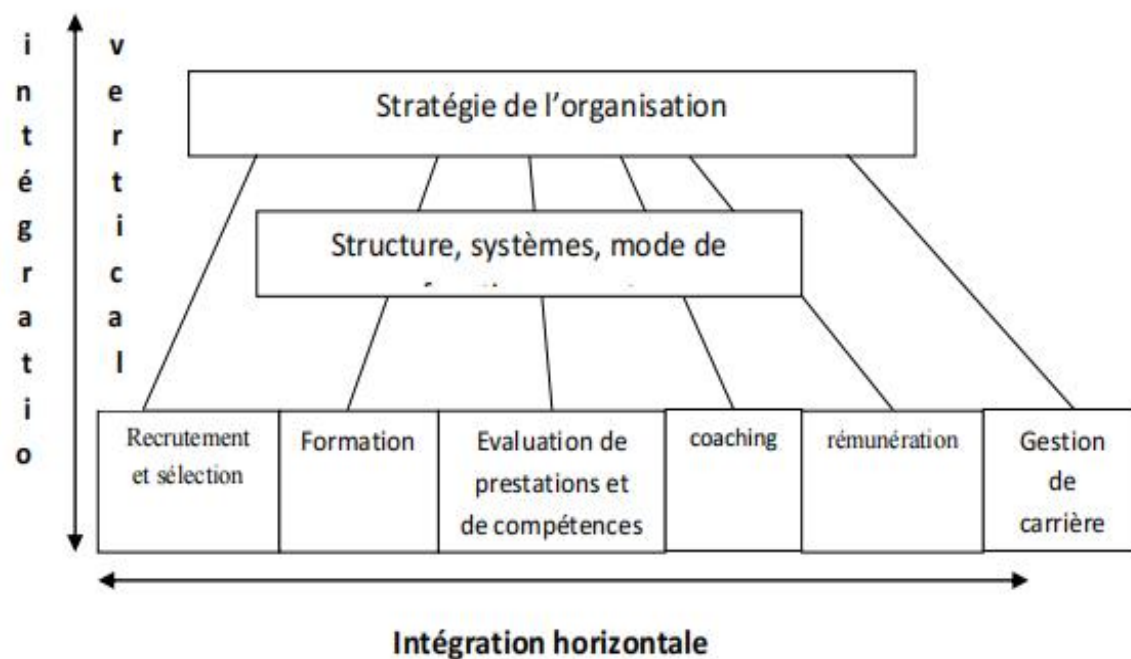 intégratio
vertical
Stratégie de l'organisation
Structure, systèmes, mode de
Recrutement
et sélection
Formation
Evaluation de
prestations et
de compétences
coaching
rémunération
Gestion
de
carrière
Intégration horizontale